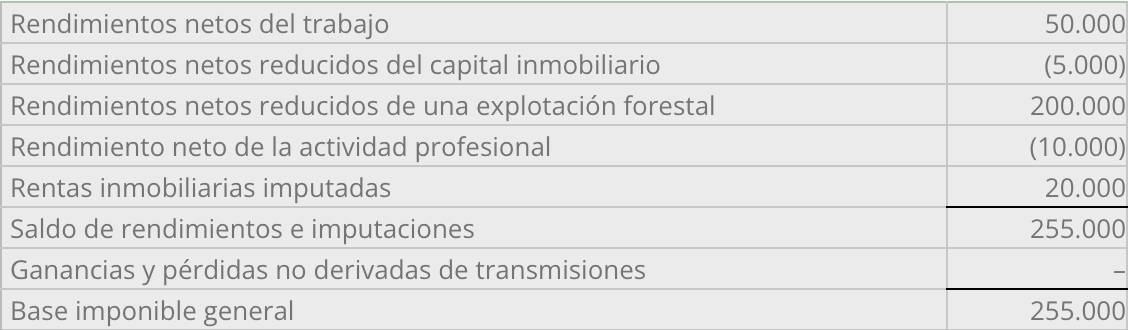 Rendimientos netos del trabajo 50.000
Rendimientos netos reducidos del capital inmobiliario (5.000)
Rendimientos netos reducidos de una explotación forestal 200.000
Rendimiento neto de la actividad profesional (10.000)
Rentas inmobiliarias imputadas 20.000
Saldo de rendimientos e imputaciones 255.000
Ganancias y pérdidas no derivadas de transmisiones –
Base imponible general 255.000